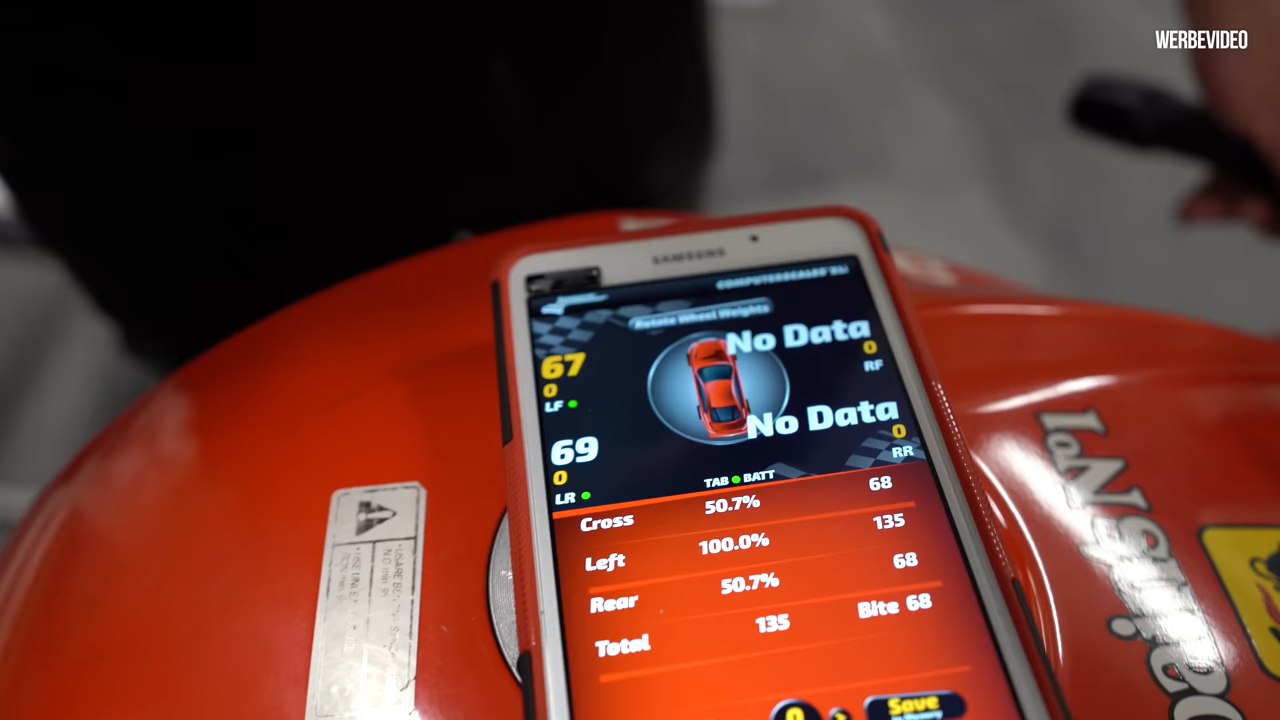 WERBEVIDEO
SAMSUNG
Rotate Wheel Weights
No Data
67
0
0
RF
LF
No Data
69
0
0
RR
LR
TAB BATT
Cross 50.7% 68
Left 100.0% 135
Rear 50.7% 68
Total 135 Bite 68
0
Save